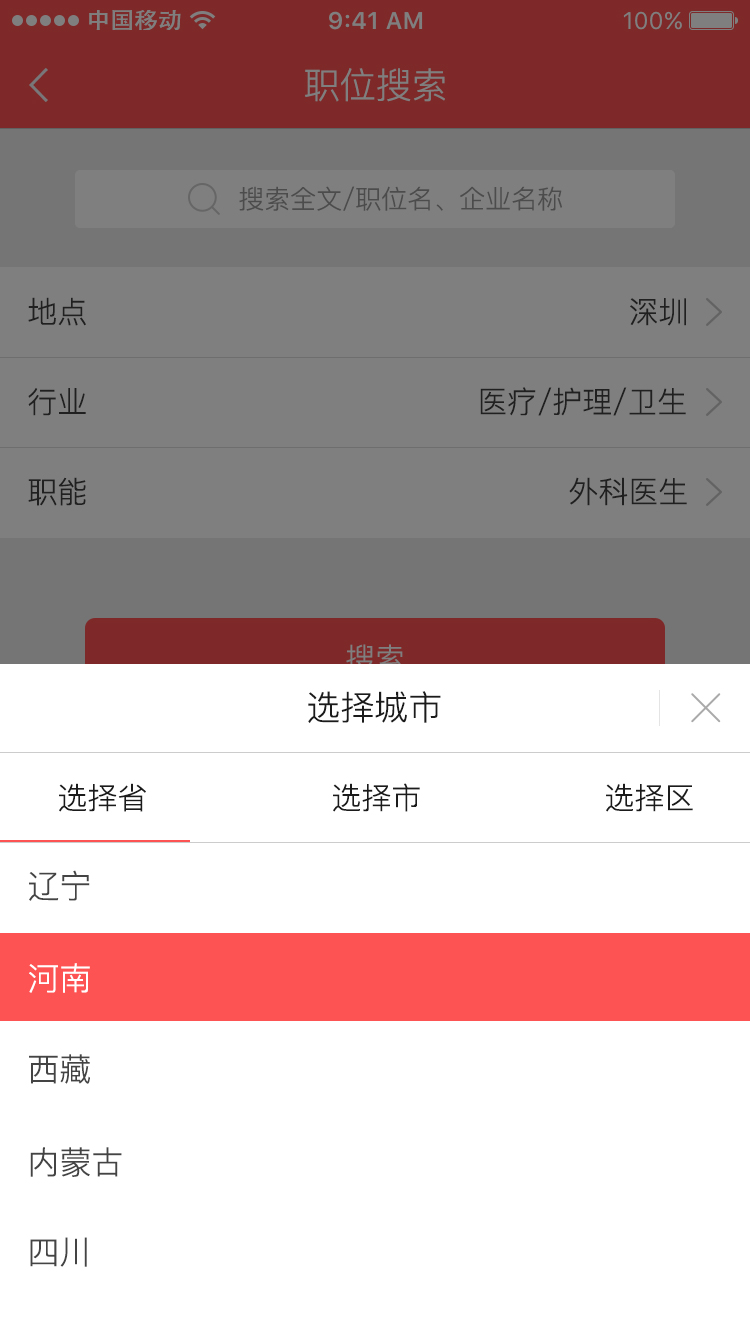 中国移动 9:41 AM 100%
职位搜索
搜索全文/职位名、企业名称
地点 深圳
行业 医疗/护理/卫生
职能 外科医生
搜索
选择城市
选择省 选择市 选择区
辽宁
河南
西藏
内蒙古
四川